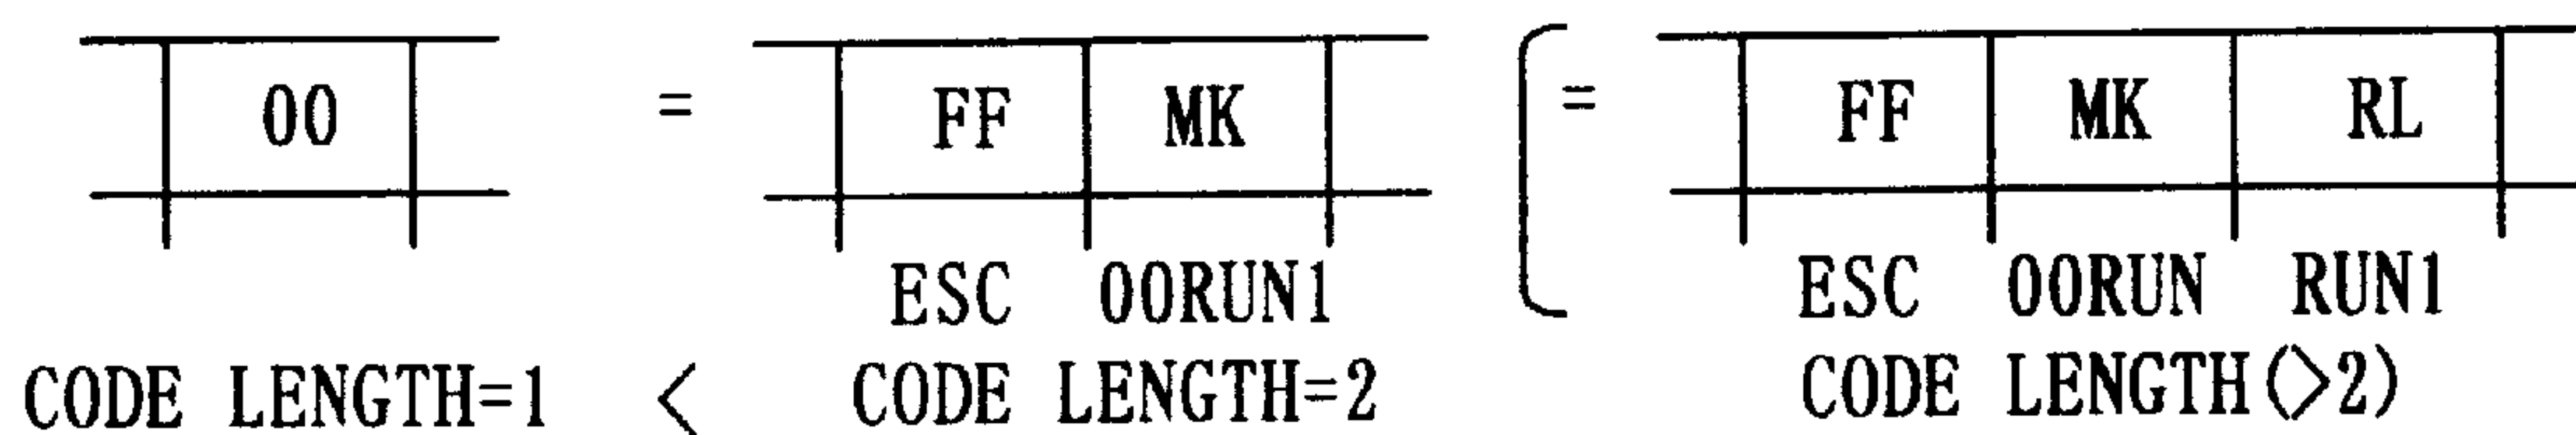 00 = FF MK = FF MK RL
ESC 00RUN1 ESC 00RUN RUN1
CODE LENGTH=1 < CODE LENGTH=2 CODE LENGTH(>2)